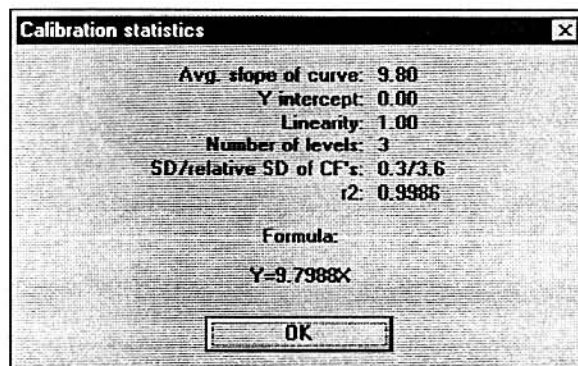 Calibration statistics
Avg. slope of curve: 9.80
Y intercept: 0.00
Linearity: 1.00
Number of levels: 3
SD/relative SD of CF's: 0.3/3.6
r2: 0.9986
Formula:
Y=9.7988X
OK